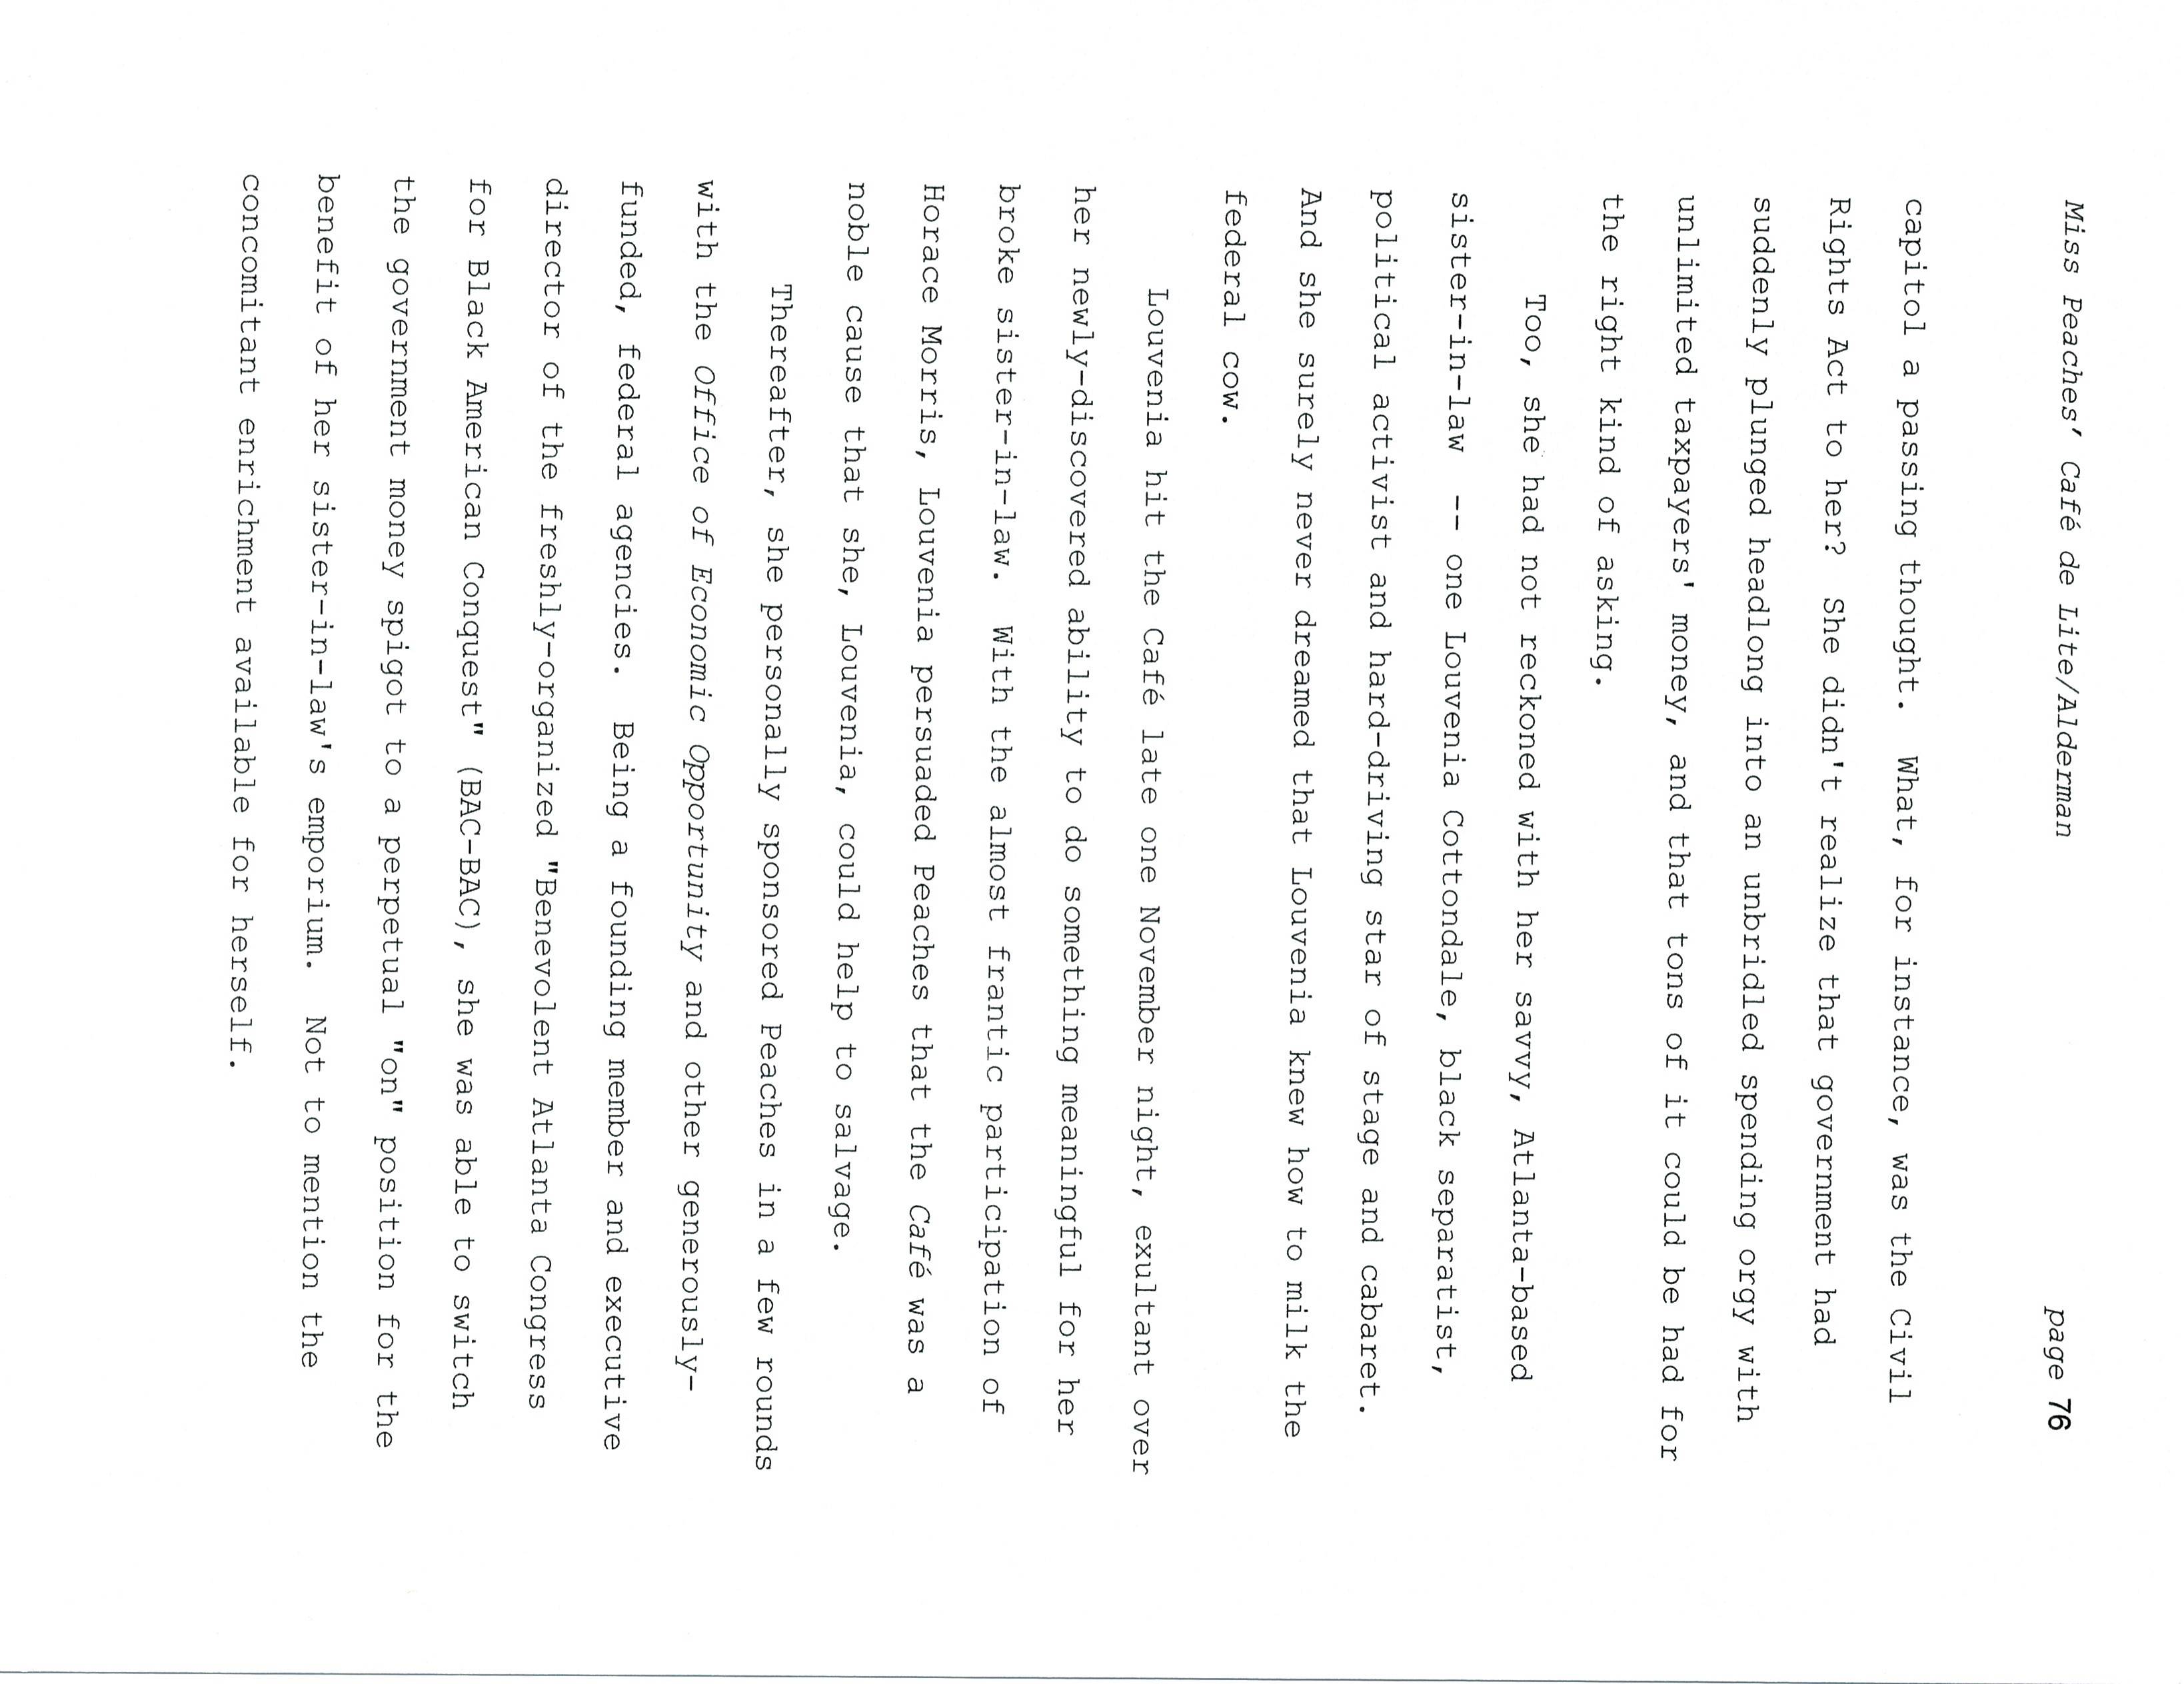 Miss Peaches' Café de Lite/Alderman page 76
capitol a passing thought.  What, for instance, was the Civil
Rights Act to her?  She didn't realize that government had
suddenly plunged headlong into an unbridled spending orgy with
unlimited taxpayers' money, and that tons of it could be had for
the right kind of asking.
Too, she had not reckoned with her savvy, Atlanta-based
sister-in-law  -- one Louvenia Cottondale, black separatist,
political activist and hard-driving star of stage and cabaret.
And she surely never dreamed that Louvenia knew how to milk the
federal cow.
Louvenia hit the Café late one November night, exultant over
her newly-discovered ability to do something meaningful for her
broke sister-in-law.  With the almost frantic participation of
Horace Morris, Louvenia persuaded Peaches that the Café was a
noble cause that she, Louvenia, could help to salvage.
Thereafter, she personally sponsored Peaches in a few rounds
with the Office of Economic Opportunity and other generously-
funded, federal agencies.  Being a founding member and executive
director of the freshly-organized "Benevolent Atlanta Congress
for Black American Conquest" (BAC-BAC), she was able to switch
the government money spigot to a perpetual "on" position for the
benefit of her sister-in-law's emporium.  Not to mention the
concomitant enrichment available for herself.